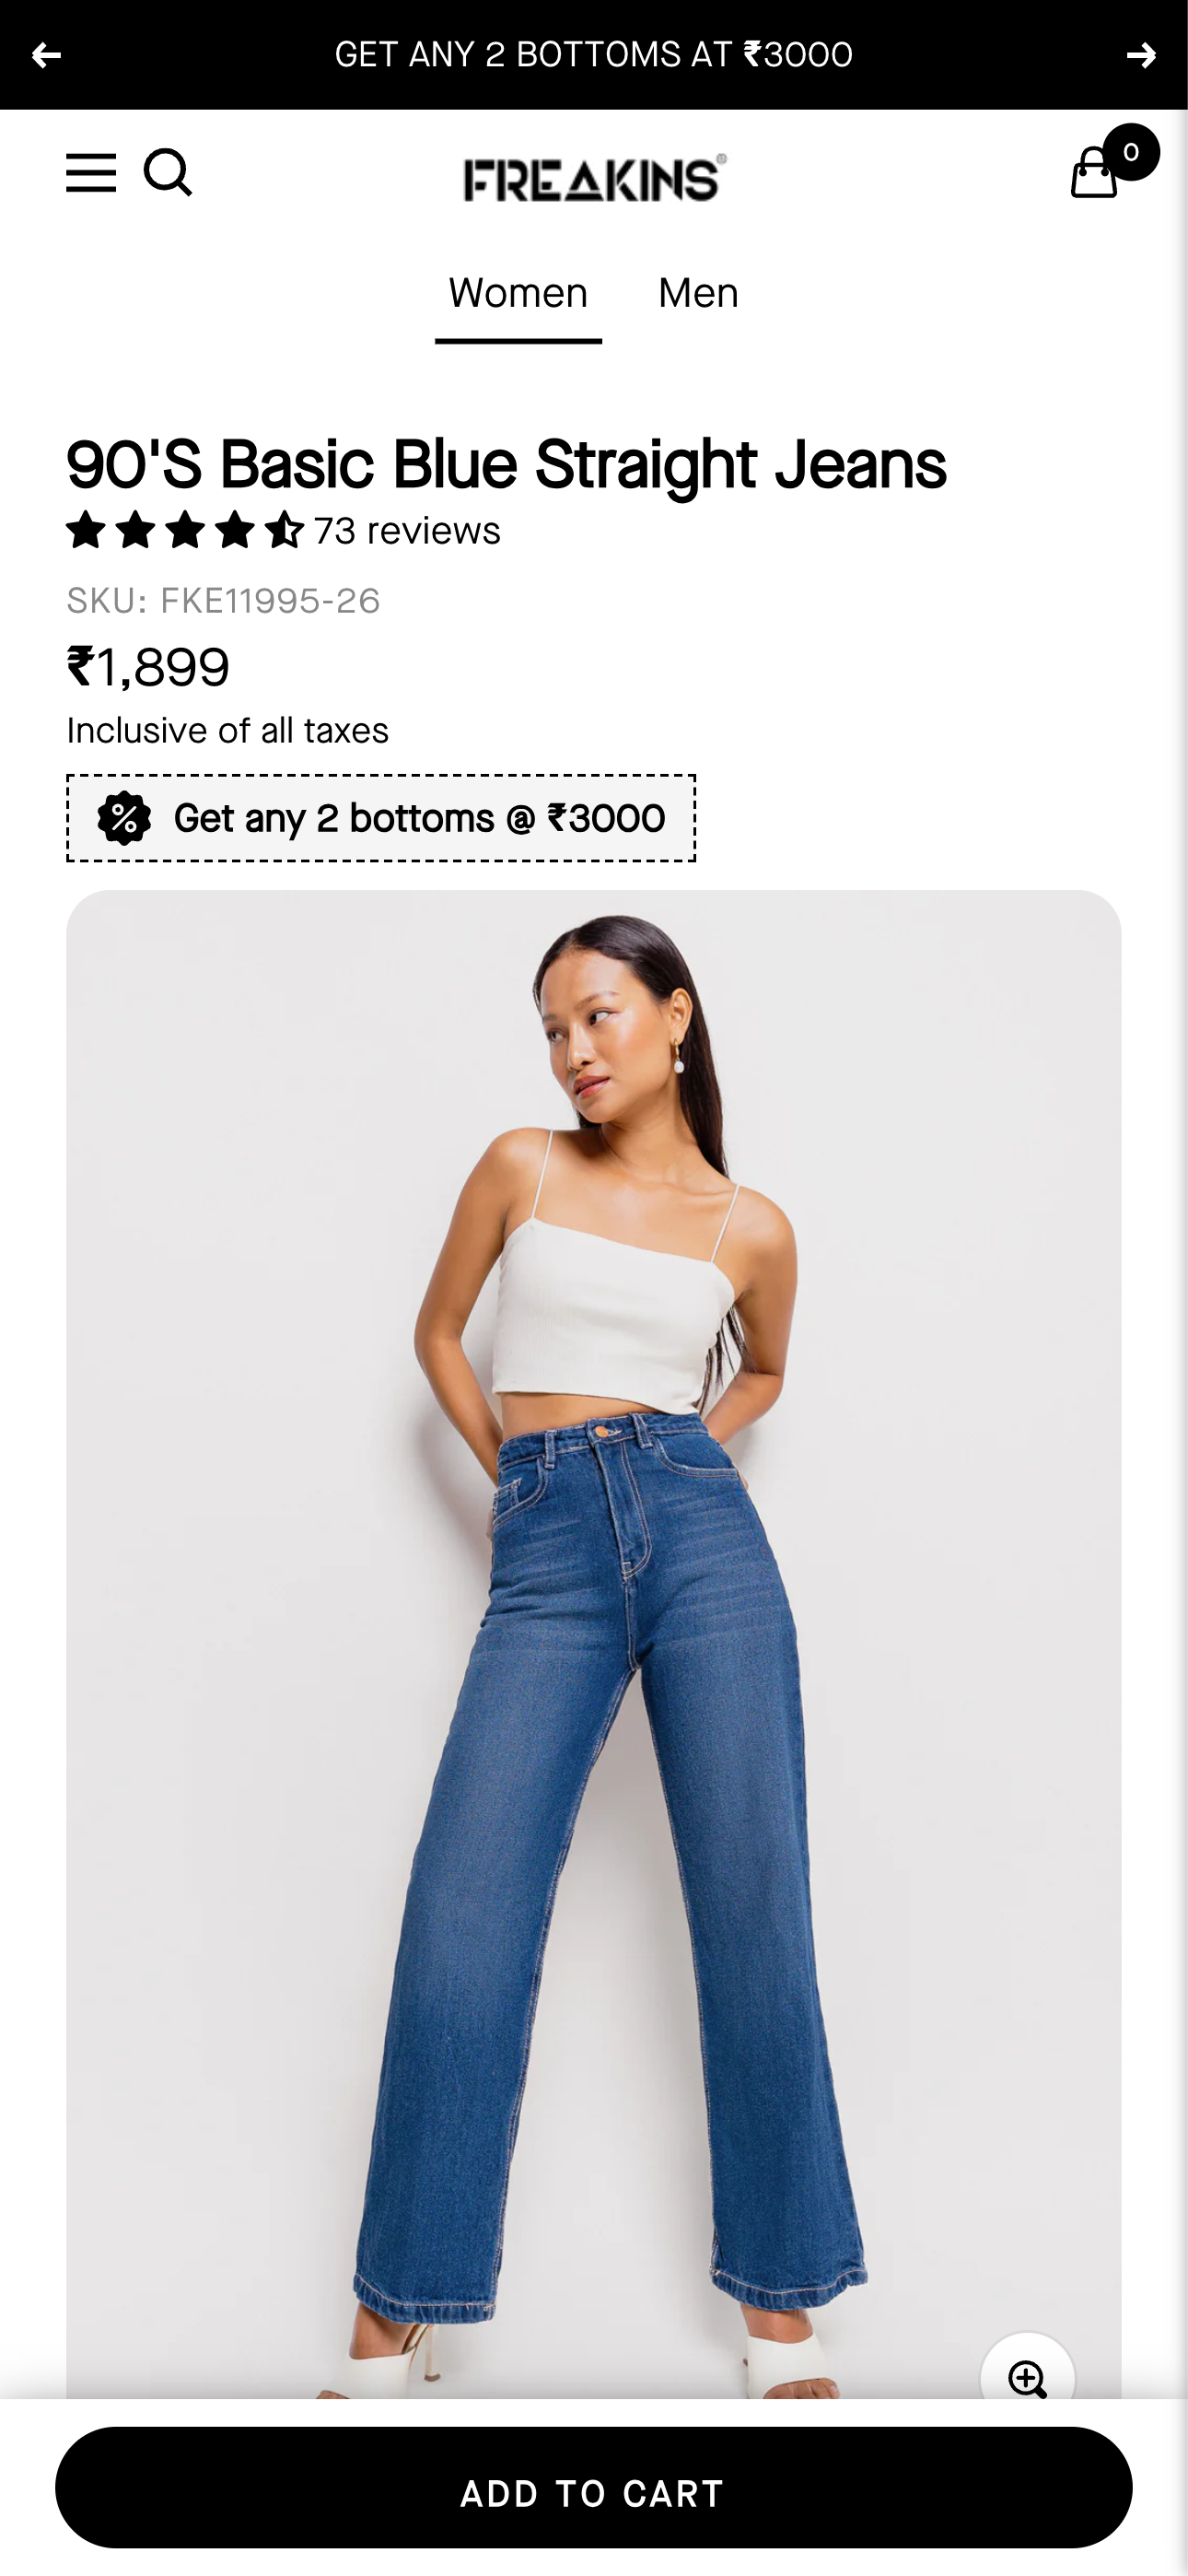 GET ANY 2 BOTTOMS AT ₹3000
FREAKINS®
0
Women Men
90'S Basic Blue Straight Jeans
73 reviews
SKU: FKE11995-26
₹1,899
Inclusive of all taxes
% Get any 2 bottoms @ ₹3000
ADD TO CART